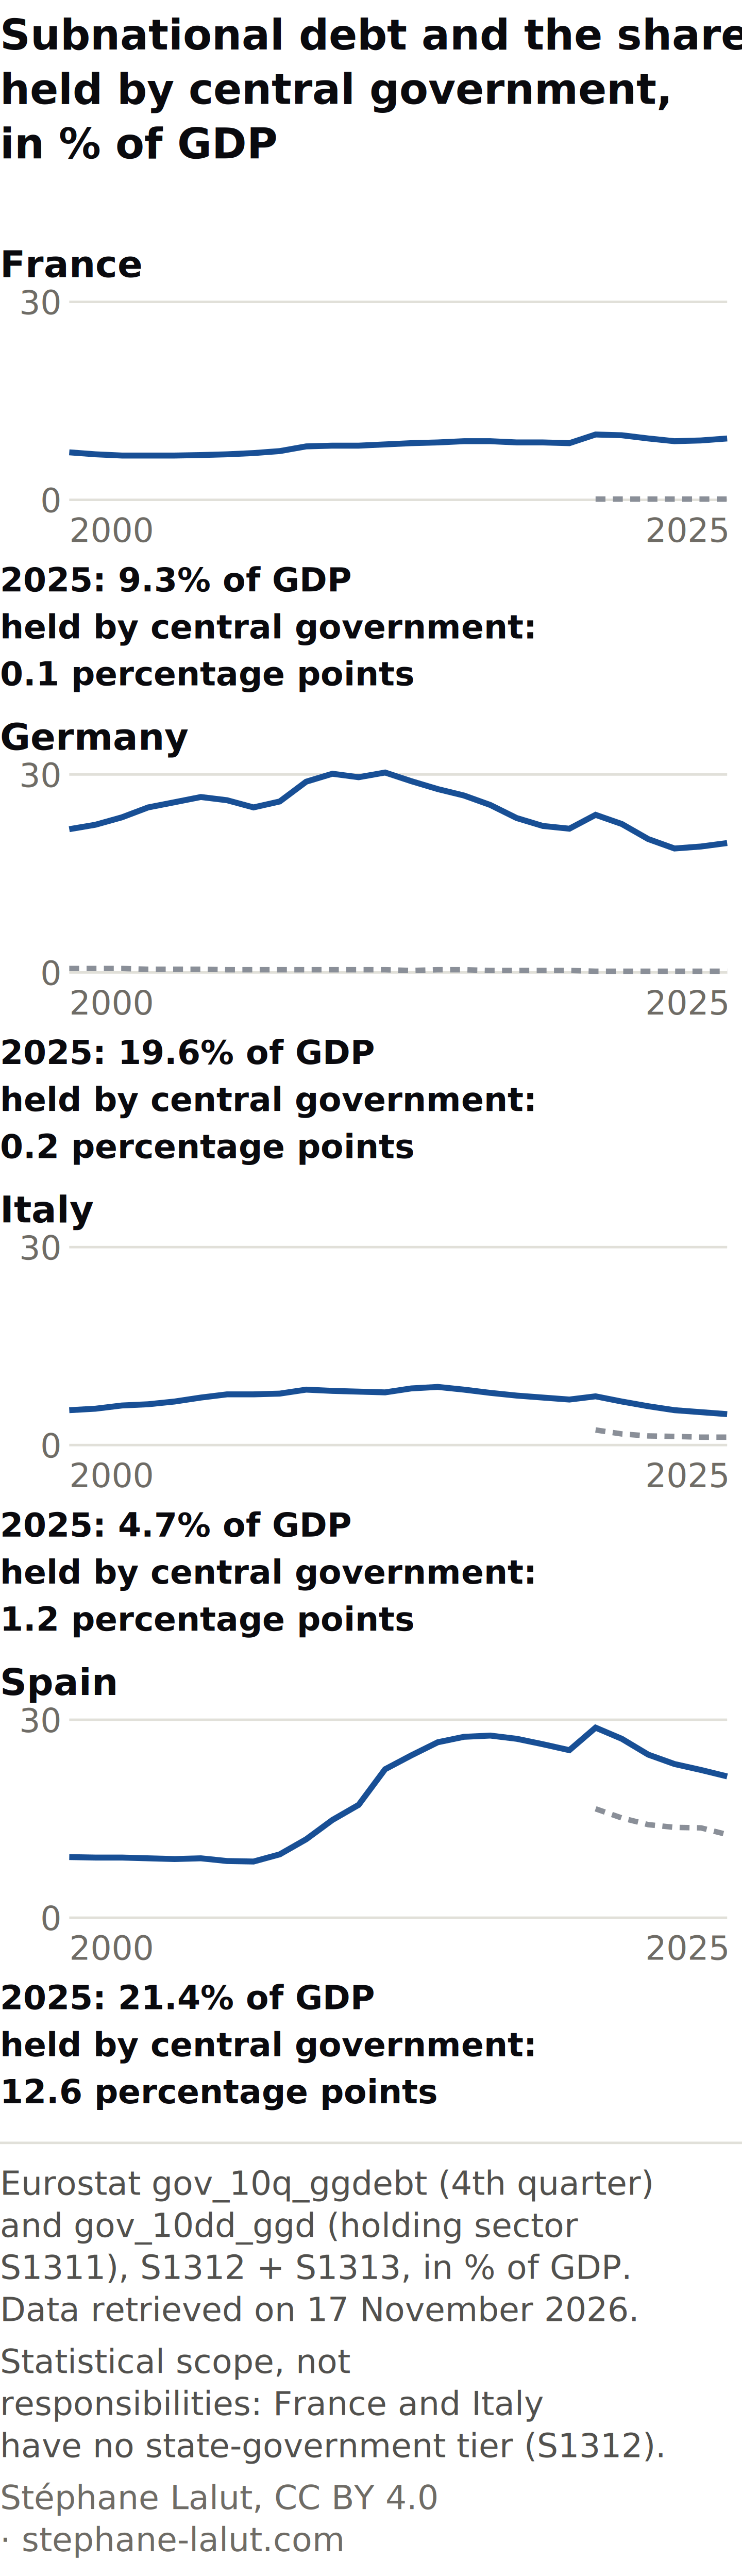 Subnational debt and the share
held by central government,
in % of GDP
France
30
0
2000 2025
2025: 9.3% of GDP
held by central government:
0.1 percentage points
Germany
30
0
2000 2025
2025: 19.6% of GDP
held by central government:
0.2 percentage points
Italy
30
0
2000 2025
2025: 4.7% of GDP
held by central government:
1.2 percentage points
Spain
30
0
2000 2025
2025: 21.4% of GDP
held by central government:
12.6 percentage points
Eurostat gov_10q_ggdebt (4th quarter)
and gov_10dd_ggd (holding sector
S1311), S1312 + S1313, in % of GDP.
Data retrieved on 17 November 2026.
Statistical scope, not
responsibilities: France and Italy
have no state-government tier (S1312).
Stéphane Lalut, CC BY 4.0
· stephane-lalut.com